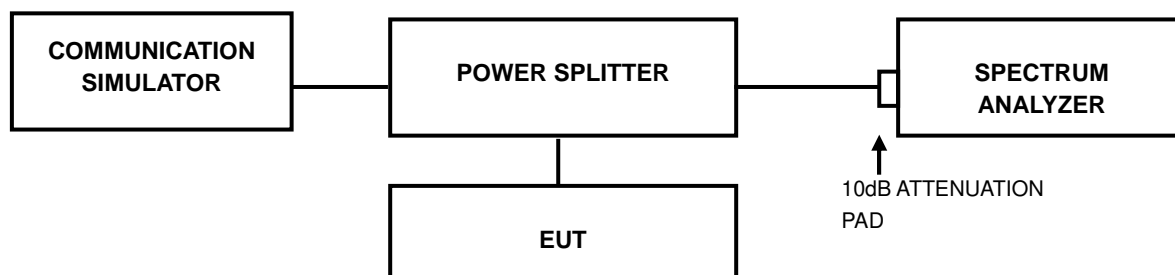 COMMUNICATION
SIMULATOR
POWER SPLITTER
SPECTRUM
ANALYZER
10dB ATTENUATION
PAD
EUT